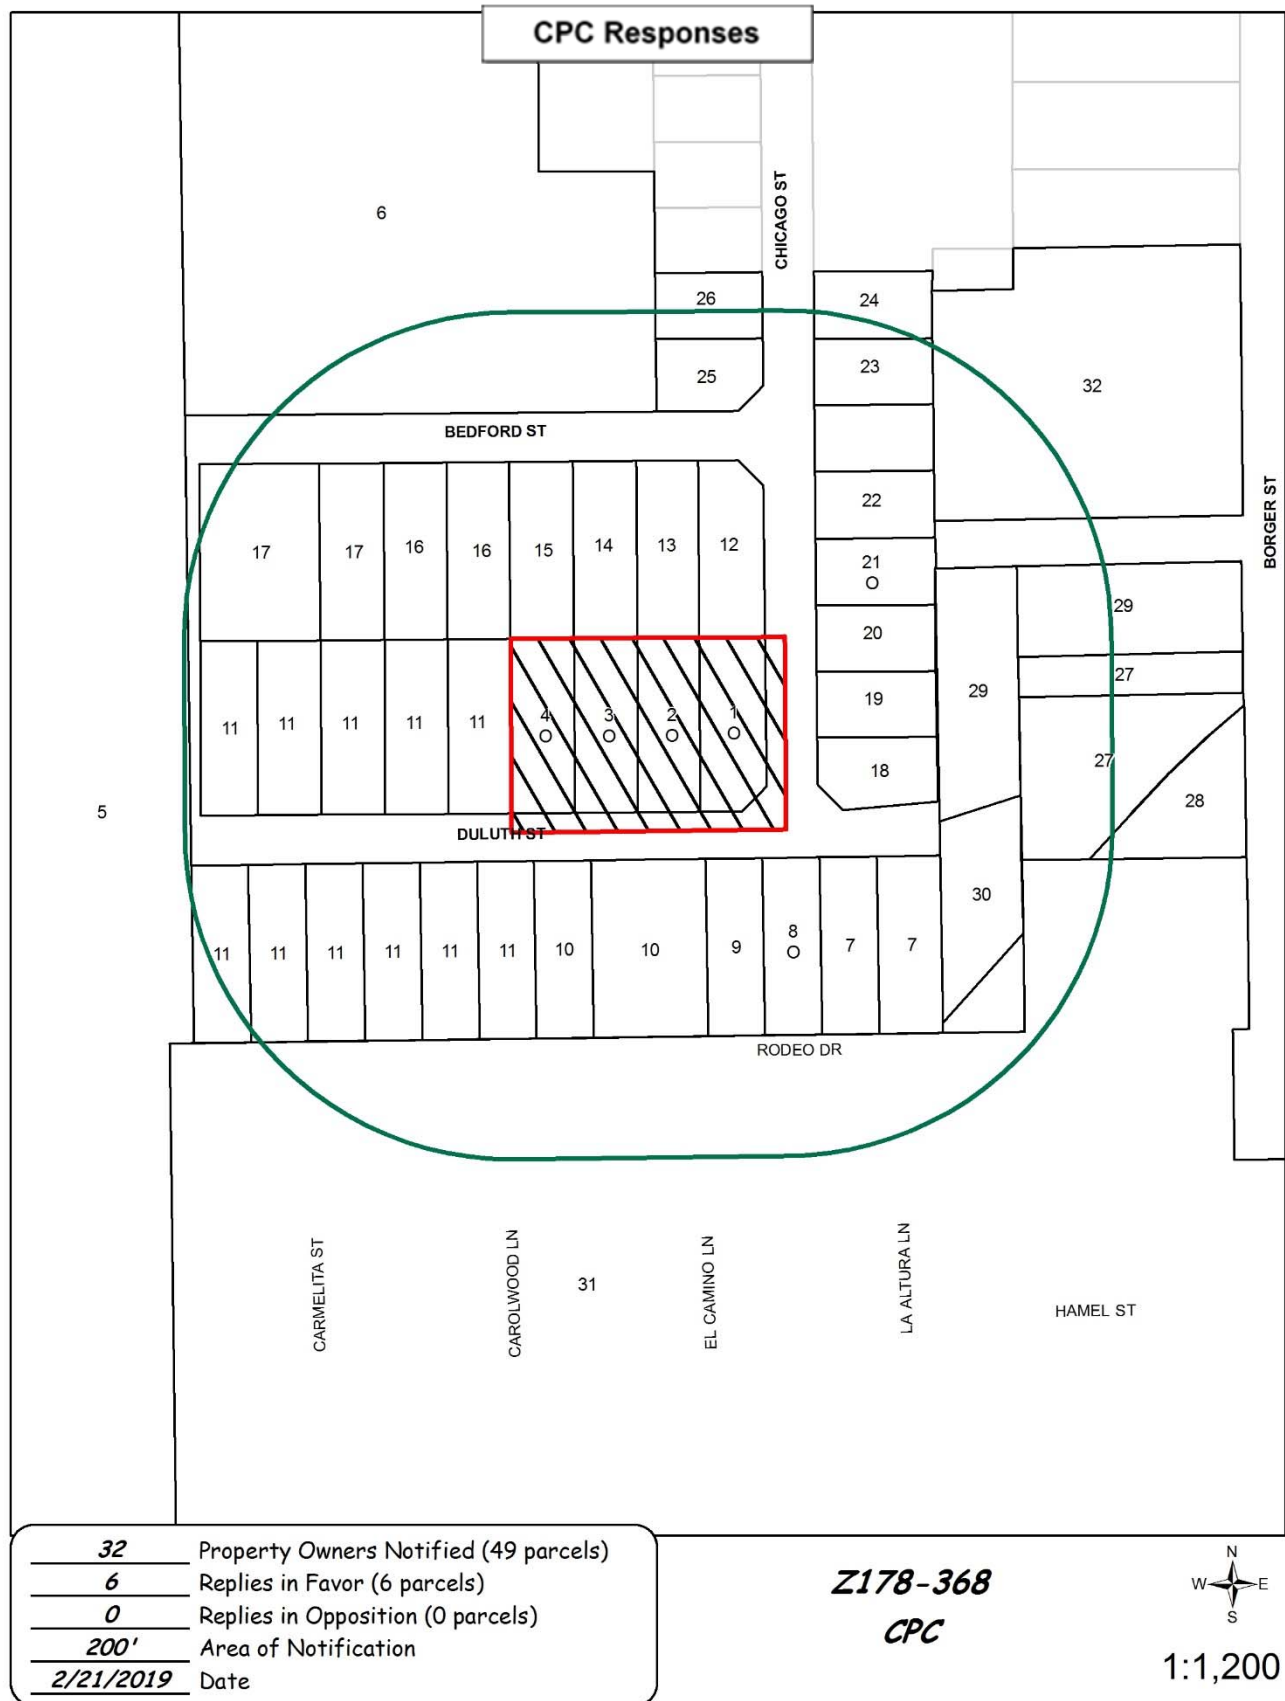 CPC Responses
CHICAGO ST
6
26
24
25
23
32
BEDFORD ST
BORGER ST
17
17
16
16
15
14
13
12
22
21
O
20
29
27
29
19
18
27
28
11
11
11
11
11
4
O
3
O
2
O
1
O
5
DULUTH ST
11
11
11
11
11
11
10
10
9
8
O
7
7
30
RODEO DR
CARMELITA ST
CAROLWOOD LN
31
EL CAMINO LN
LA ALTURA LN
HAMEL ST
32 Property Owners Notified (49 parcels)
6 Replies in Favor (6 parcels)
0 Replies in Opposition (0 parcels)
200' Area of Notification
2/21/2019 Date
Z178-368
CPC
N
W E
S
1:1,200